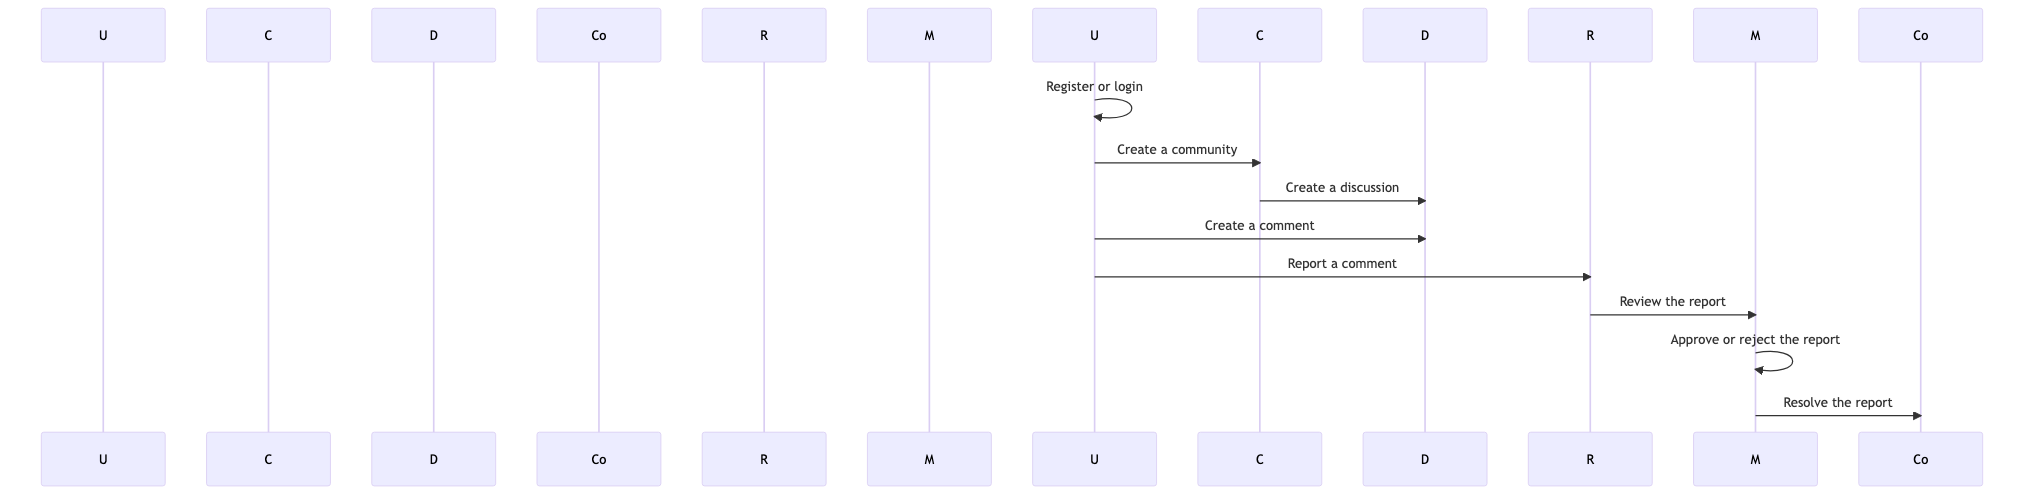 U C D Co R M U C D R M Co
Register or login
Create a community
Create a discussion
Create a comment
Report a comment
Review the report
Approve or reject the report
Resolve the report
U C D Co R M U C D R M Co